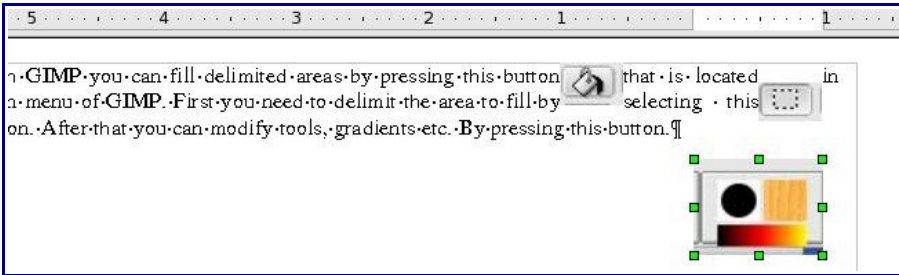 5 4 3 2 1 1
GIMP you can fill delimited areas by pressing this button that is located in
menu of GIMP. First you need to delimit the area to fill by selecting this
on. After that you can modify tools, gradients etc. By pressing this button.¶